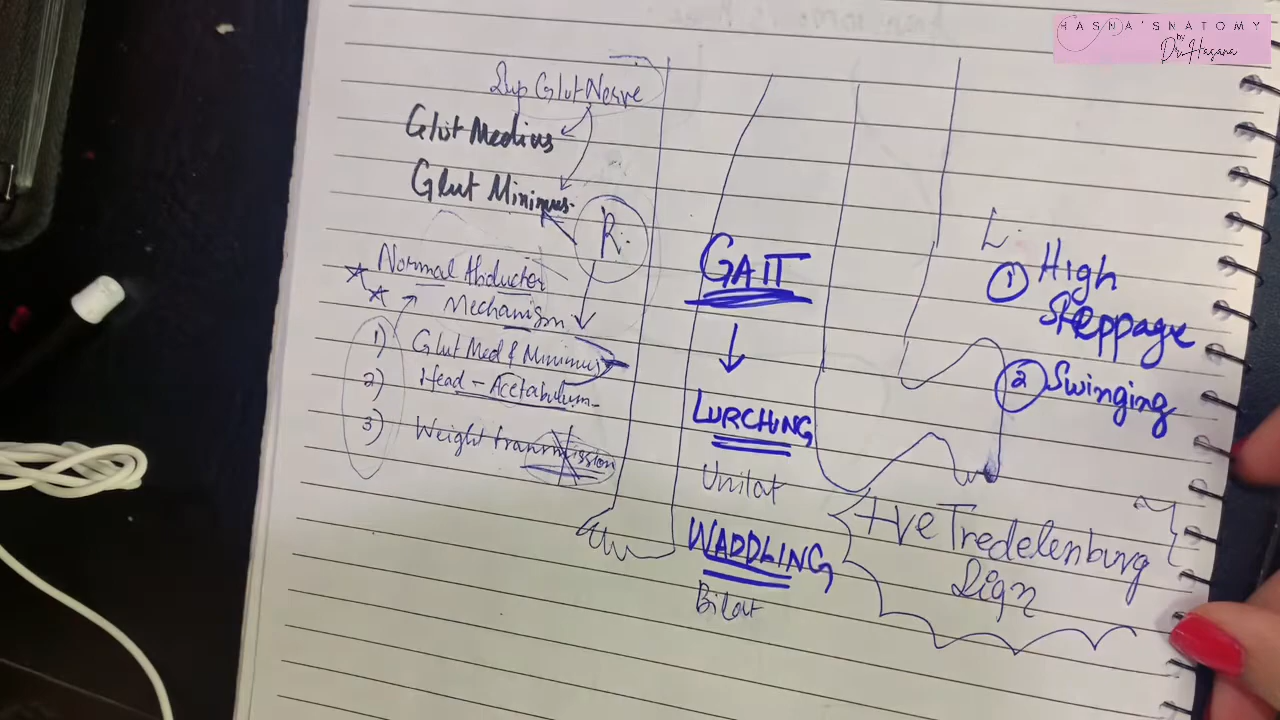 HASNA'SNATOMY
by
Dr. Hasana
Sup Glut Nerve
Glut Medius
Glut Minimus
R.
Normal Abductor
Mechanism
1) Glut Med & Minimus
2) Head - Acetabulum
3) Weight transmission
GAIT
LURCHING
Unilat
WADDLING
Bilat
L.
① High
Steppage
② Swinging
+ve Tredelenburg
Sign